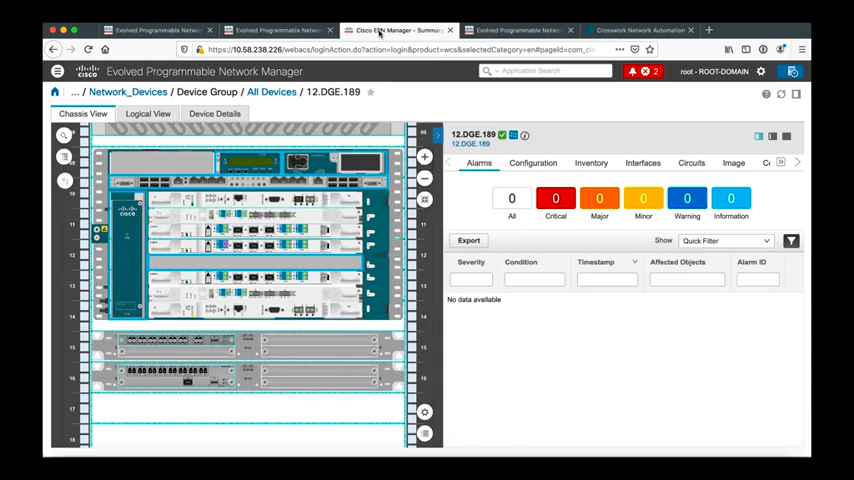 Evolved Programmable Netwo
Evolved Programmable Network M
Cisco EPN Manager - Summary
Evolved Programmable Network M
Crosswork Network Automation
https://10.58.238.226/webacs/loginAction.do?action=login&product=wcs&selectedCategory=en#pageId=com_ci
cisco Evolved Programmable Network Manager
Application Search
2
root - ROOT-DOMAIN
... / Network_Devices / Device Group / All Devices / 12.DGE.189
Chassis View
Logical View
Device Details
12.DGE.189
12.DGE.189
Alarms
Configuration
Inventory
Interfaces
Circuits
Image
0
0
0
0
0
0
All
Critical
Major
Minor
Warning
Information
Export
Show
Quick Filter
Severity
Condition
Timestamp
Affected Objects
Alarm ID
No data available
cisco
09
10
11
12
13
14
15
16
17
18